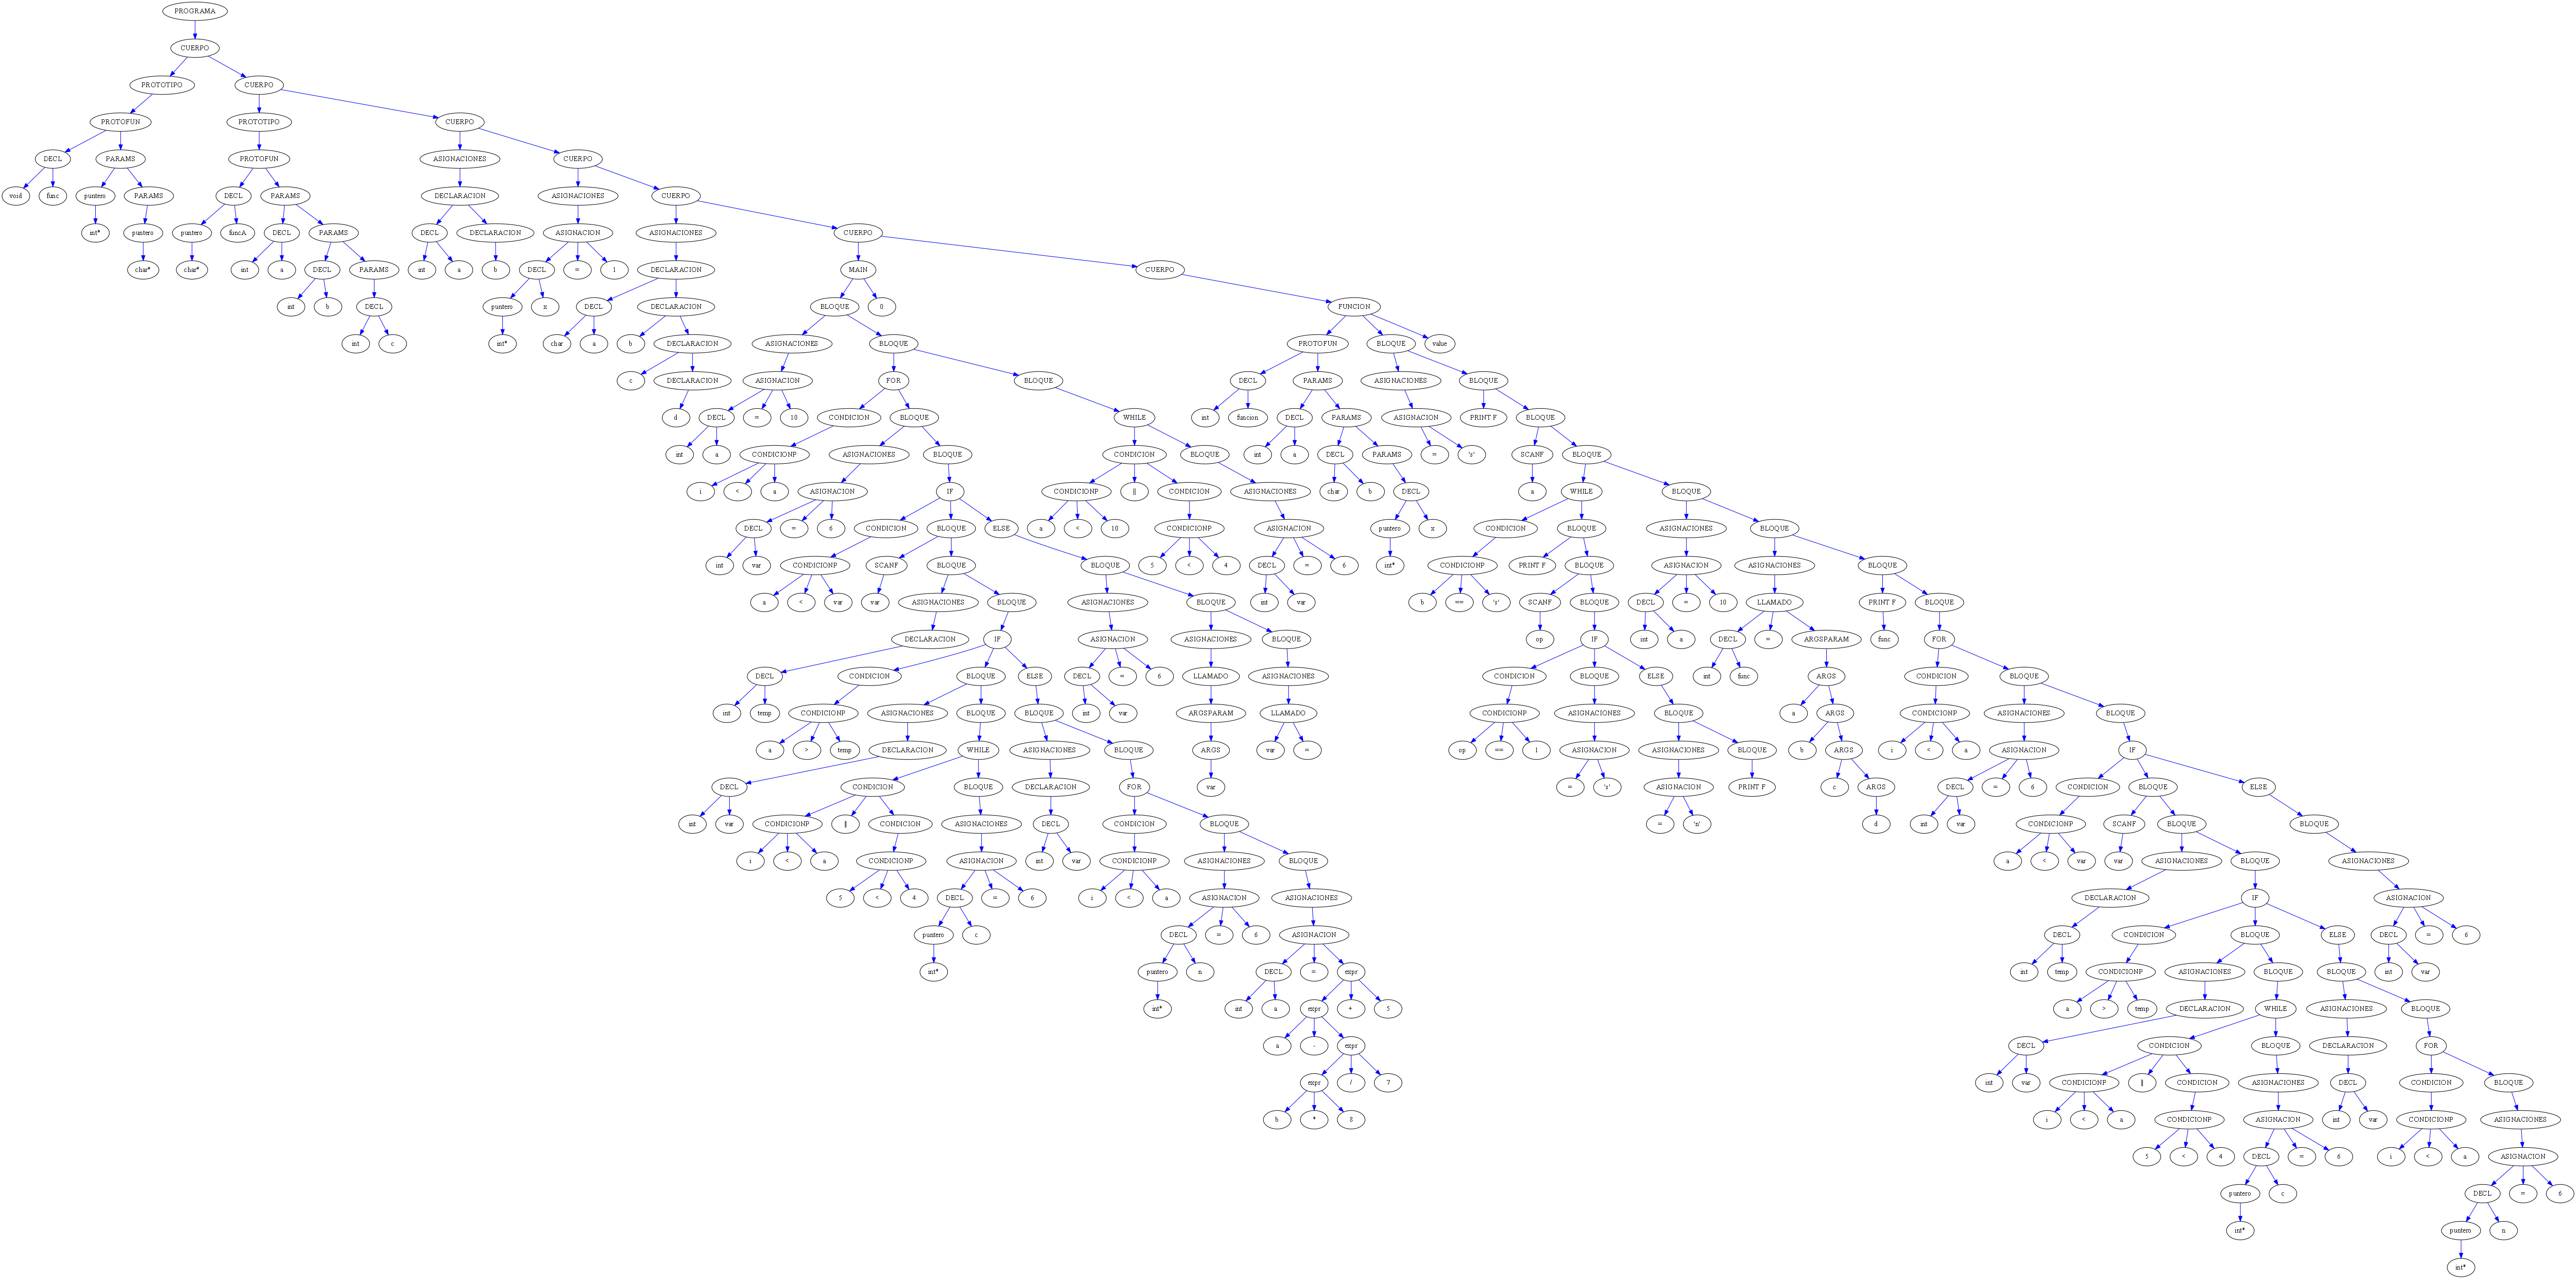 PROGRAMA
CUERPO
PROTOTIPO CUERPO
PROTOFUN PROTOTIPO CUERPO
DECL PARAMS PROTOFUN ASIGNACIONES CUERPO
void func puntero PARAMS DECL PARAMS DECLARACION ASIGNACIONES CUERPO
int* puntero puntero funcA DECL PARAMS DECL DECLARACION ASIGNACION ASIGNACIONES CUERPO
char* char* int a DECL PARAMS int a b DECL = 1 DECLARACION MAIN CUERPO
int b DECL puntero x DECL DECLARACION BLOQUE 0 FUNCION
int c int* char a b DECLARACION ASIGNACIONES BLOQUE PROTOFUN BLOQUE value
c DECLARACION ASIGNACION FOR BLOQUE DECL PARAMS ASIGNACIONES BLOQUE
d DECL = 10 CONDICION BLOQUE WHILE int funcion DECL PARAMS ASIGNACION PRINT F BLOQUE
int a CONDICIONP ASIGNACIONES BLOQUE CONDICION BLOQUE int a DECL PARAMS = 's' SCANF BLOQUE
i < a ASIGNACION IF CONDICIONP || CONDICION ASIGNACIONES char b DECL a WHILE BLOQUE
DECL = 6 CONDICION BLOQUE ELSE a < 10 CONDICIONP ASIGNACION puntero x CONDICION BLOQUE ASIGNACIONES BLOQUE
int var CONDICIONP SCANF BLOQUE BLOQUE 5 < 4 DECL = 6 int* CONDICIONP PRINT F BLOQUE ASIGNACION ASIGNACIONES BLOQUE
a < var var ASIGNACIONES BLOQUE ASIGNACIONES BLOQUE int var b == 's' SCANF BLOQUE DECL = 10 LLAMADO PRINT F BLOQUE
DECLARACION IF ASIGNACION ASIGNACIONES BLOQUE op IF int a DECL = ARGSPARAM func FOR
DECL CONDICION BLOQUE ELSE DECL = 6 LLAMADO ASIGNACIONES CONDICION BLOQUE ELSE int func ARGS CONDICION BLOQUE
int temp CONDICIONP ASIGNACIONES BLOQUE BLOQUE int var ARGSPARAM LLAMADO CONDICIONP ASIGNACIONES BLOQUE a ARGS CONDICIONP ASIGNACIONES BLOQUE
a > temp DECLARACION WHILE ASIGNACIONES BLOQUE ARGS var = op == 1 ASIGNACION ASIGNACIONES BLOQUE b ARGS i < a ASIGNACION IF
DECL CONDICION BLOQUE DECLARACION FOR var = 's' ASIGNACION PRINT F c ARGS DECL = 6 CONDICION BLOQUE ELSE
int var CONDICIONP || CONDICION ASIGNACIONES DECL CONDICION BLOQUE = 'n' d int var CONDICIONP SCANF BLOQUE BLOQUE
i < a CONDICIONP ASIGNACION int var CONDICIONP ASIGNACIONES BLOQUE a < var var ASIGNACIONES BLOQUE ASIGNACIONES
5 < 4 DECL = 6 i < a ASIGNACION ASIGNACIONES DECLARACION IF ASIGNACION
puntero c DECL = 6 ASIGNACION DECL CONDICION BLOQUE ELSE DECL = 6
int* puntero n DECL = expr int temp CONDICIONP ASIGNACIONES BLOQUE BLOQUE int var
int* int a expr + 5 a > temp DECLARACION WHILE ASIGNACIONES BLOQUE
a - expr DECL CONDICION BLOQUE DECLARACION FOR
expr / 7 int var CONDICIONP || CONDICION ASIGNACIONES DECL CONDICION BLOQUE
b * 8 i < a CONDICIONP ASIGNACION int var CONDICIONP ASIGNACIONES
5 < 4 DECL = 6 i < a ASIGNACION
puntero c DECL = 6
int* puntero n
int*